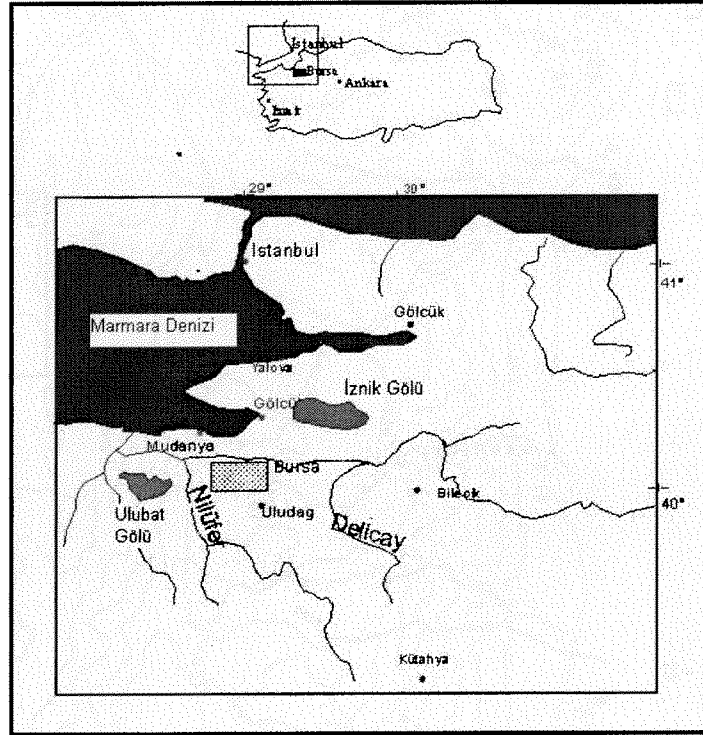 İstanbul
Bursa
Ankara
İzmir
29°
30°
İstanbul
41°
Gölcük
Marmara Denizi
Yalova
İznik Gölü
Gölcük
Mudanya
Bursa
Bilecik
40°
Nilüfer
Uludag
Ulubat
Gölü
Delicay
Kütahya